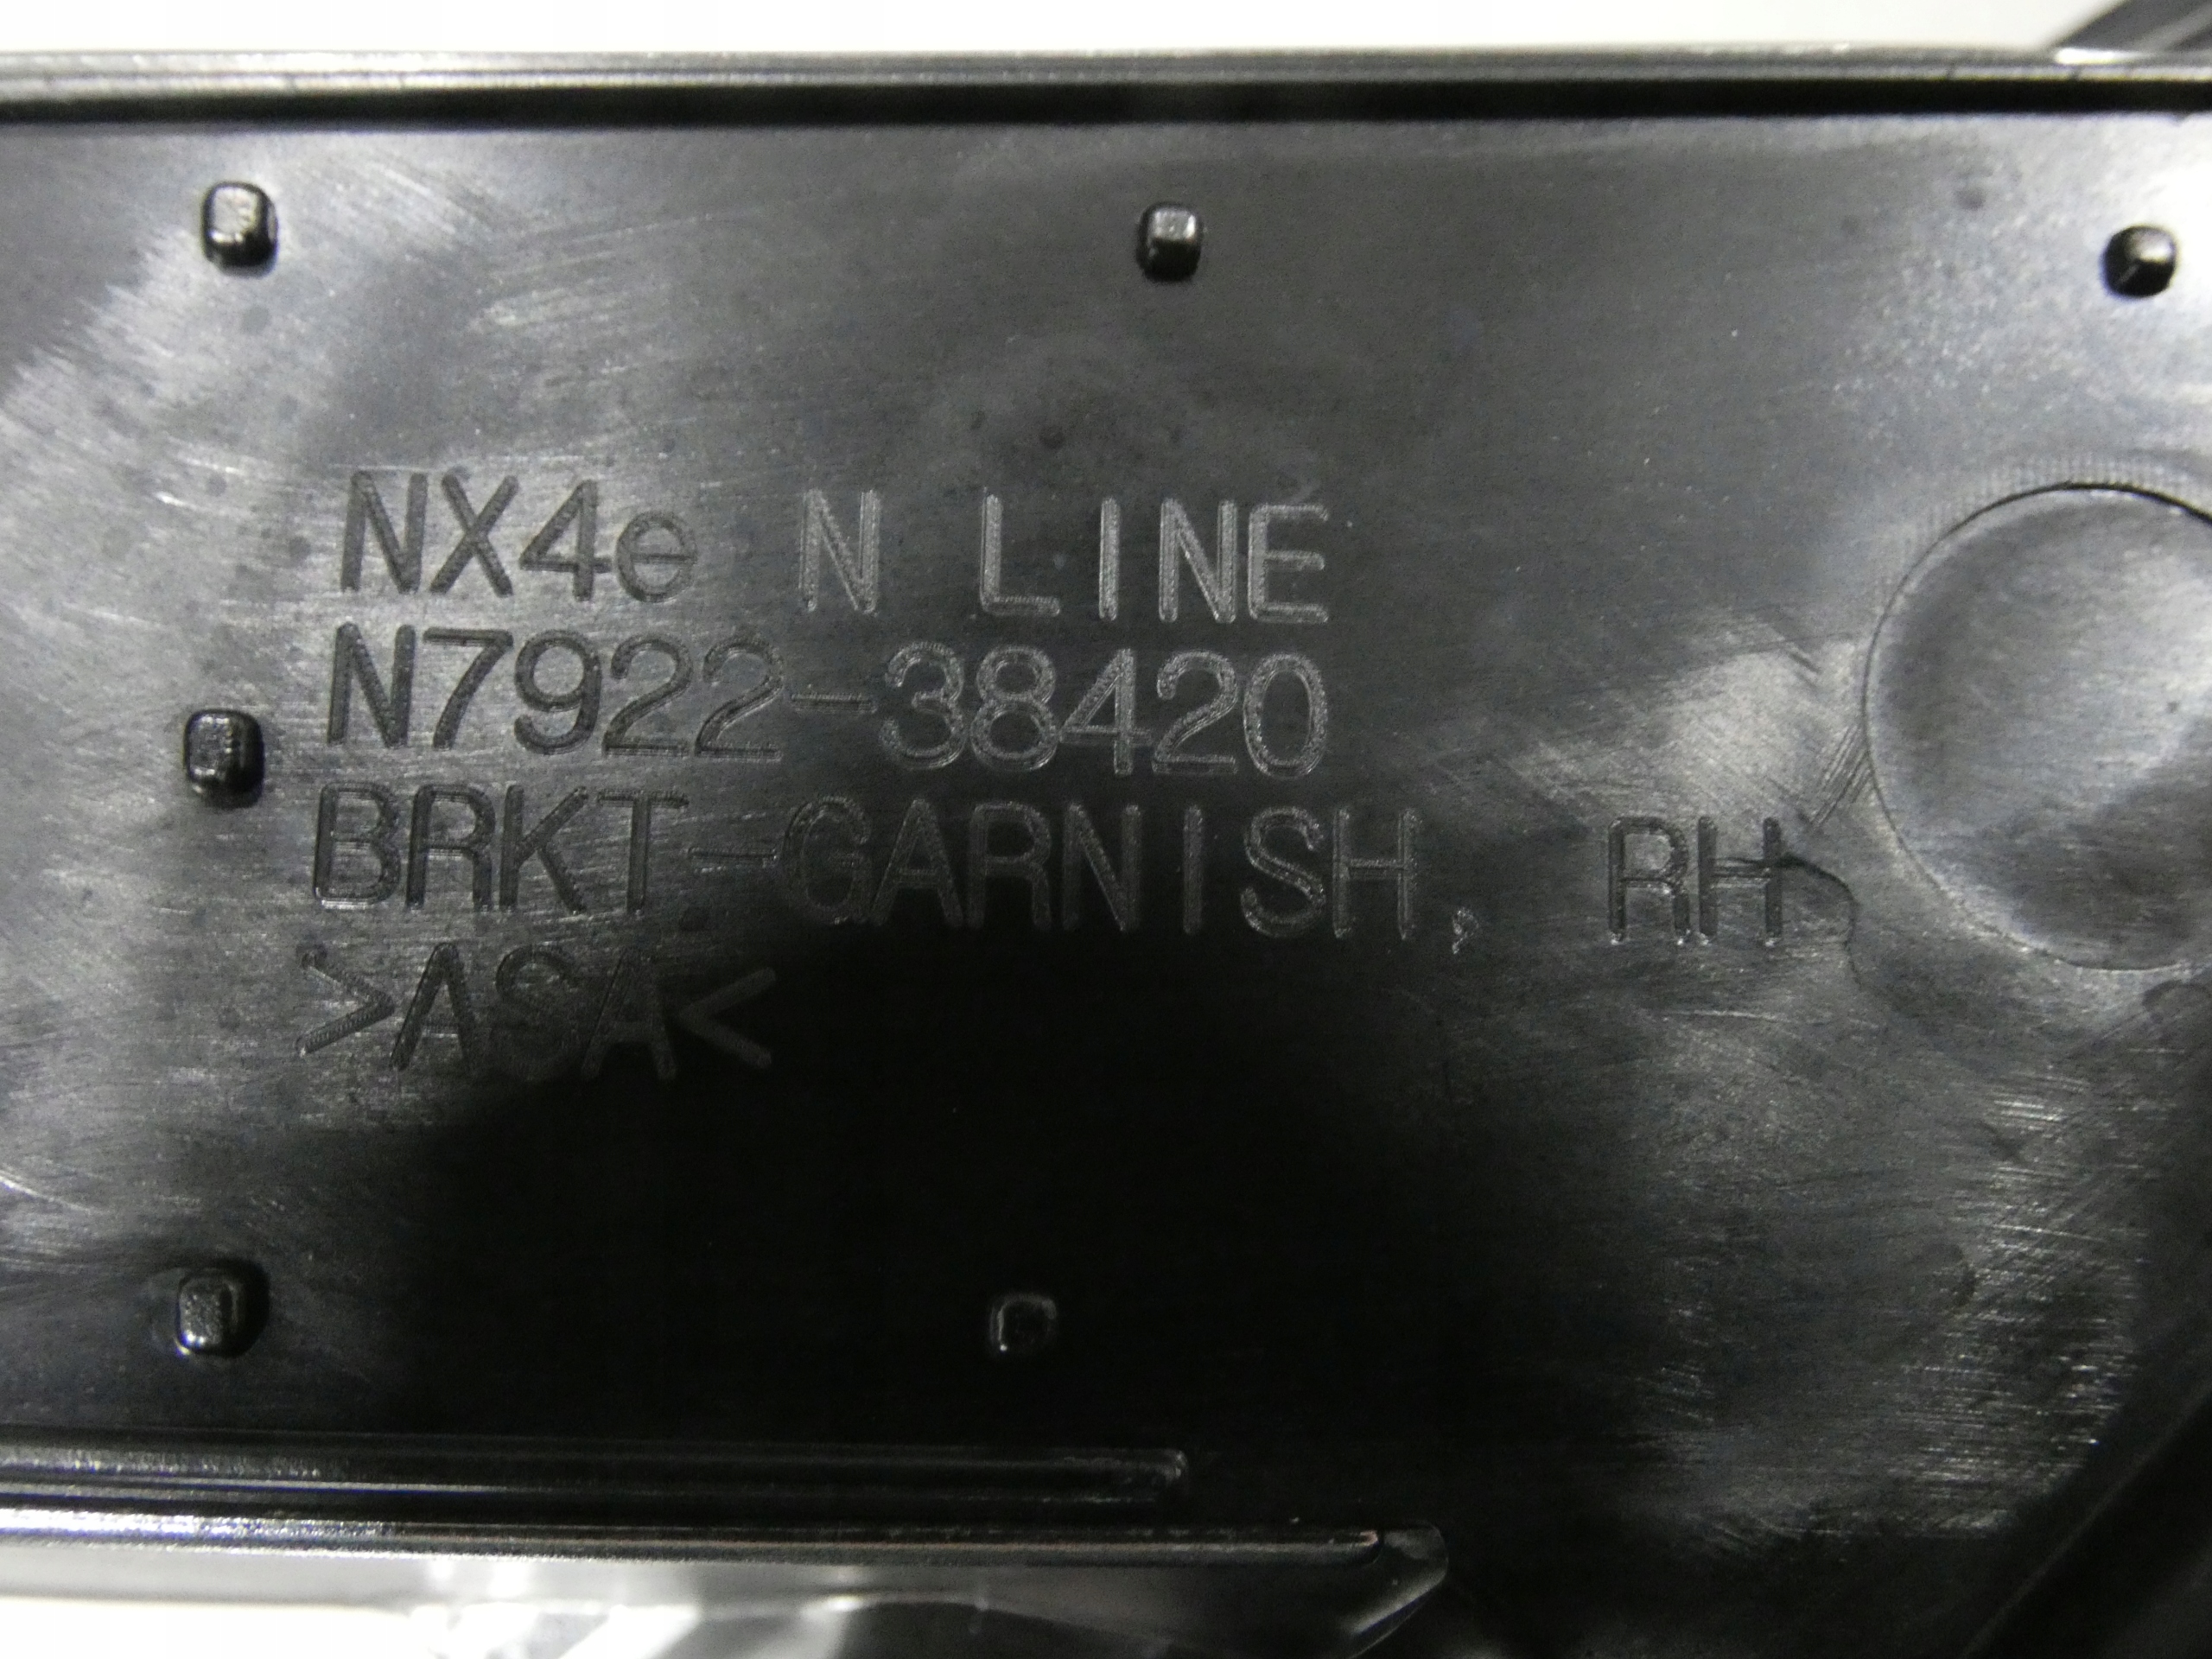 NX4e N LINE
N7922-38420
BRKT-GARNISH, RH
>ASA<